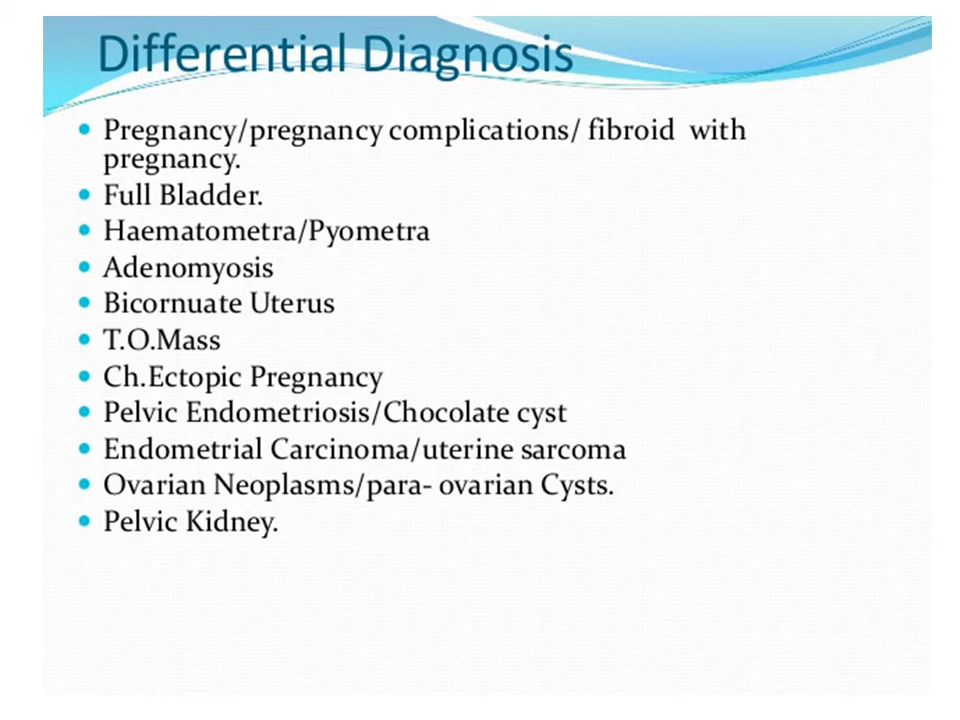 Differential Diagnosis
Pregnancy/pregnancy complications/ fibroid with
pregnancy.
Full Bladder.
Haematometra/Pyometra
Adenomyosis
Bicornuate Uterus
T.O.Mass
Ch.Ectopic Pregnancy
Pelvic Endometriosis/Chocolate cyst
Endometrial Carcinoma/uterine sarcoma
Ovarian Neoplasms/para- ovarian Cysts.
Pelvic Kidney.